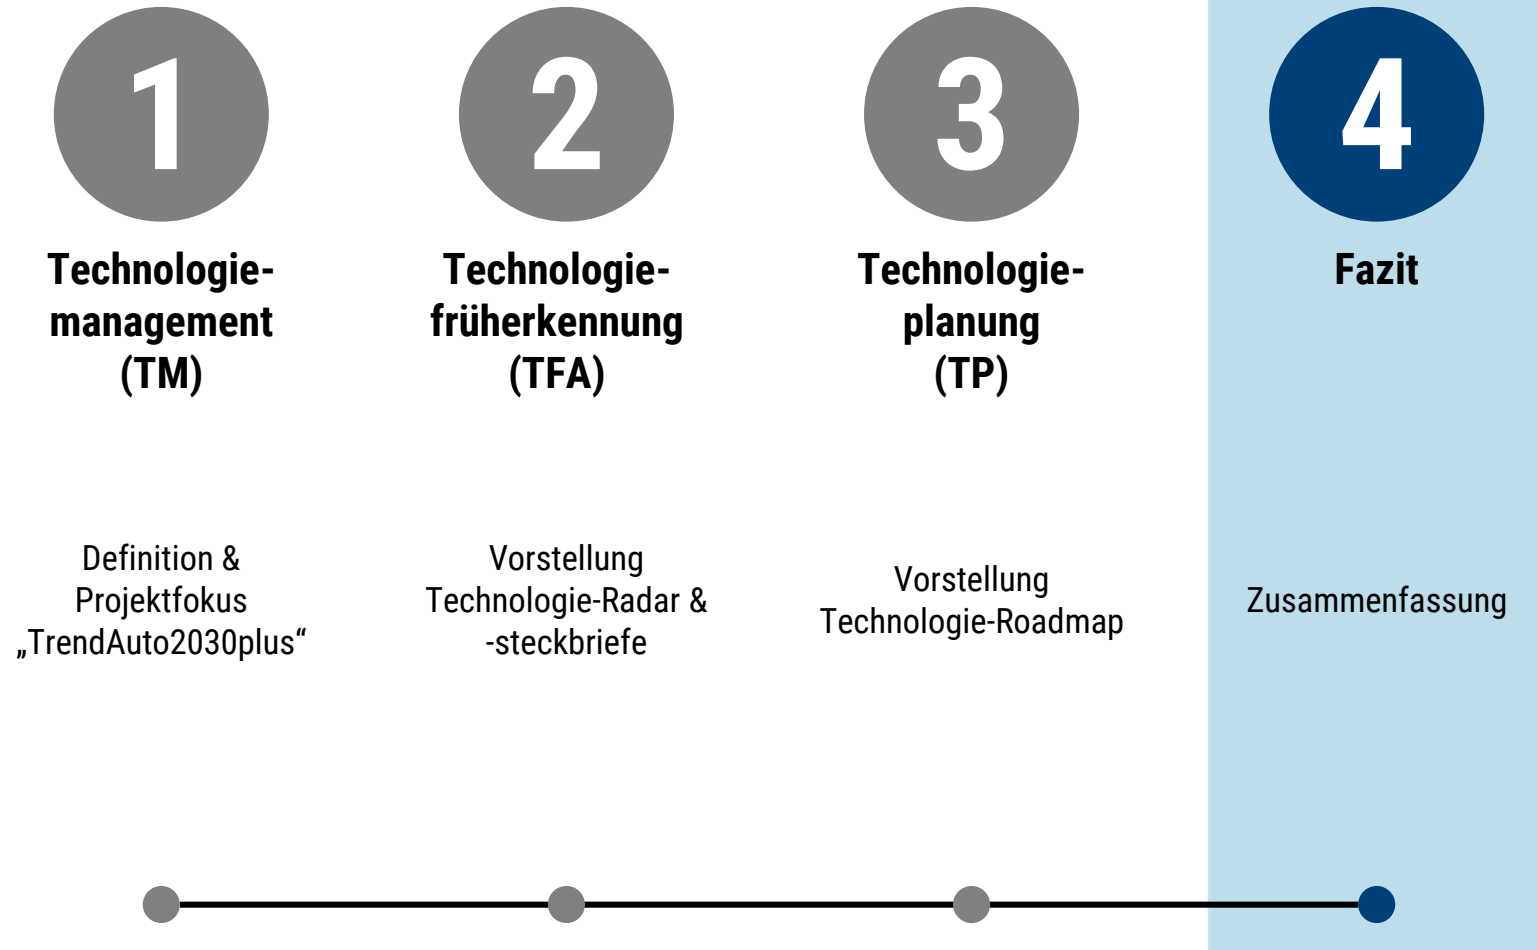 1
Technologie-
management
(TM)
Definition &
Projektfokus
„TrendAuto2030plus“
2
Technologie-
früherkennung
(TFA)
Vorstellung
Technologie-Radar &
-steckbriefe
3
Technologie-
planung
(TP)
Vorstellung
Technologie-Roadmap
4
Fazit
Zusammenfassung